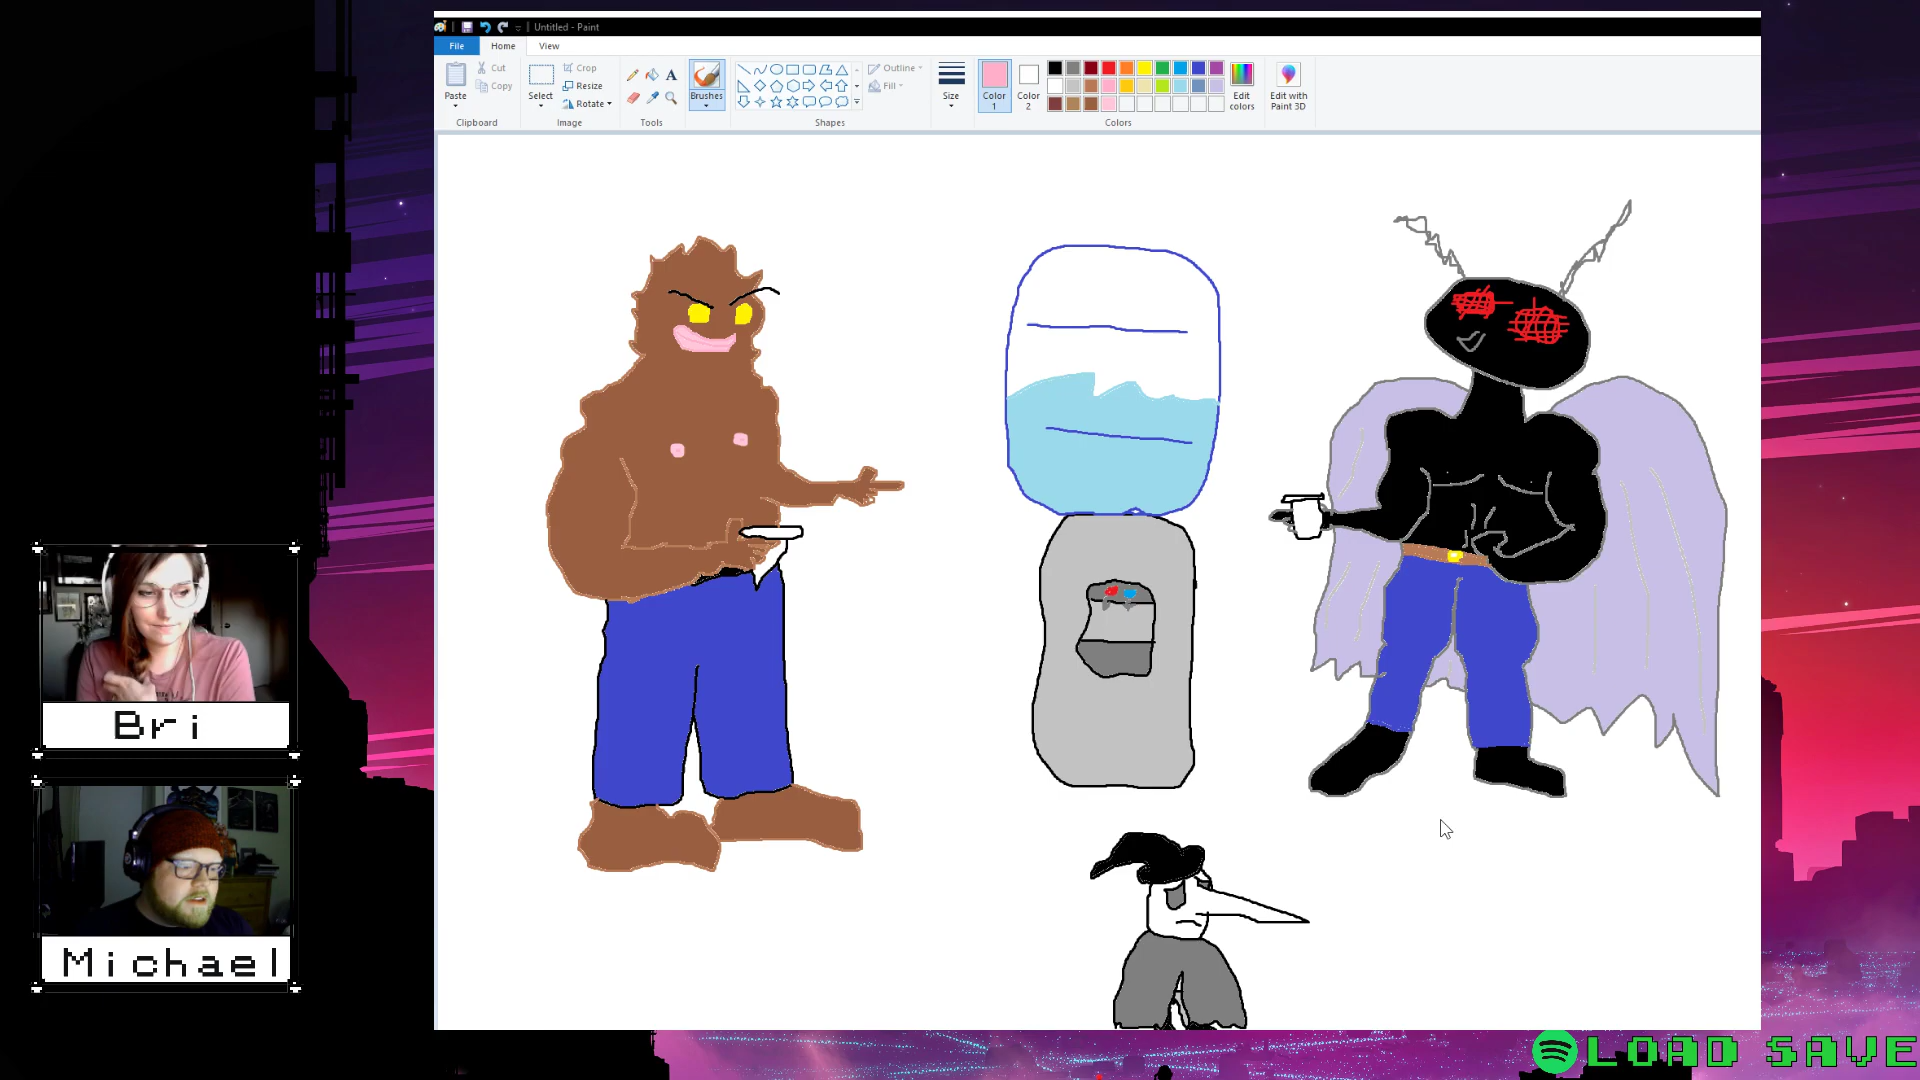 Untitled - Paint
File Home View
Paste
Cut
Copy
Clipboard
Select
Crop
Resize
Rotate
Image
A
Tools
Brushes
Outline
Fill
Shapes
Size
Color 1
Color 2
Edit colors
Edit with Paint 3D
Colors
Bri
Michael
LOAD SAVE